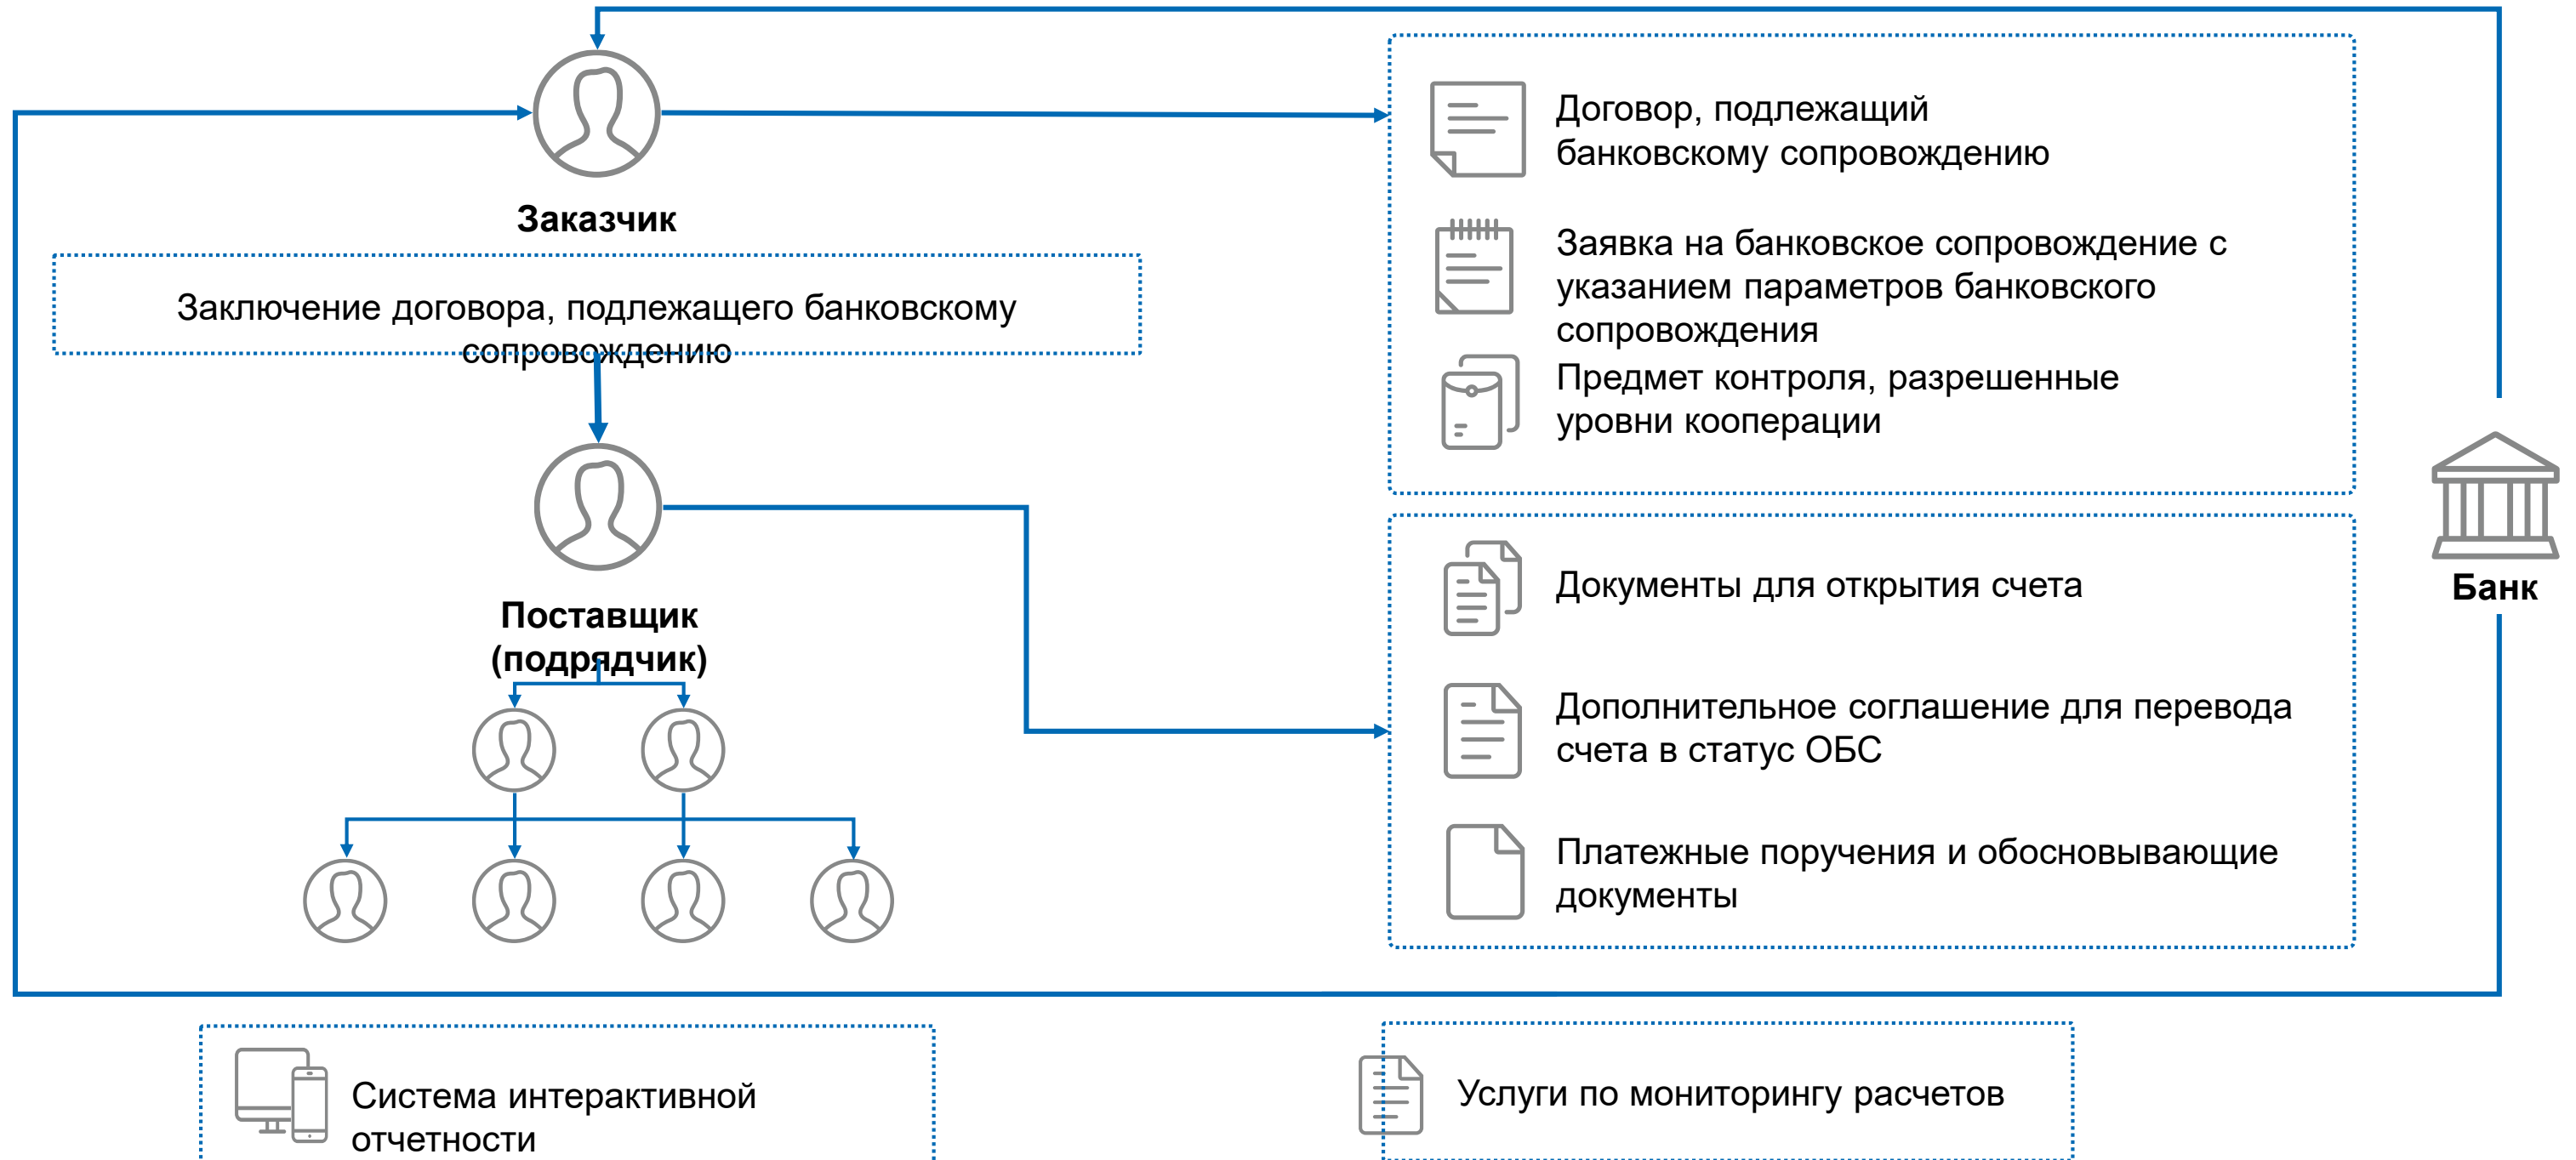 Заказчик
Заключение договора, подлежащего банковскому
сопровождению
Поставщик
(подрядчик)
Договор, подлежащий
банковскому сопровождению
Заявка на банковское сопровождение с
указанием параметров банковского
сопровождения
Предмет контроля, разрешенные
уровни кооперации
Документы для открытия счета
Дополнительное соглашение для перевода
счета в статус ОБС
Платежные поручения и обосновывающие
документы
Банк
Система интерактивной
отчетности
Услуги по мониторингу расчетов